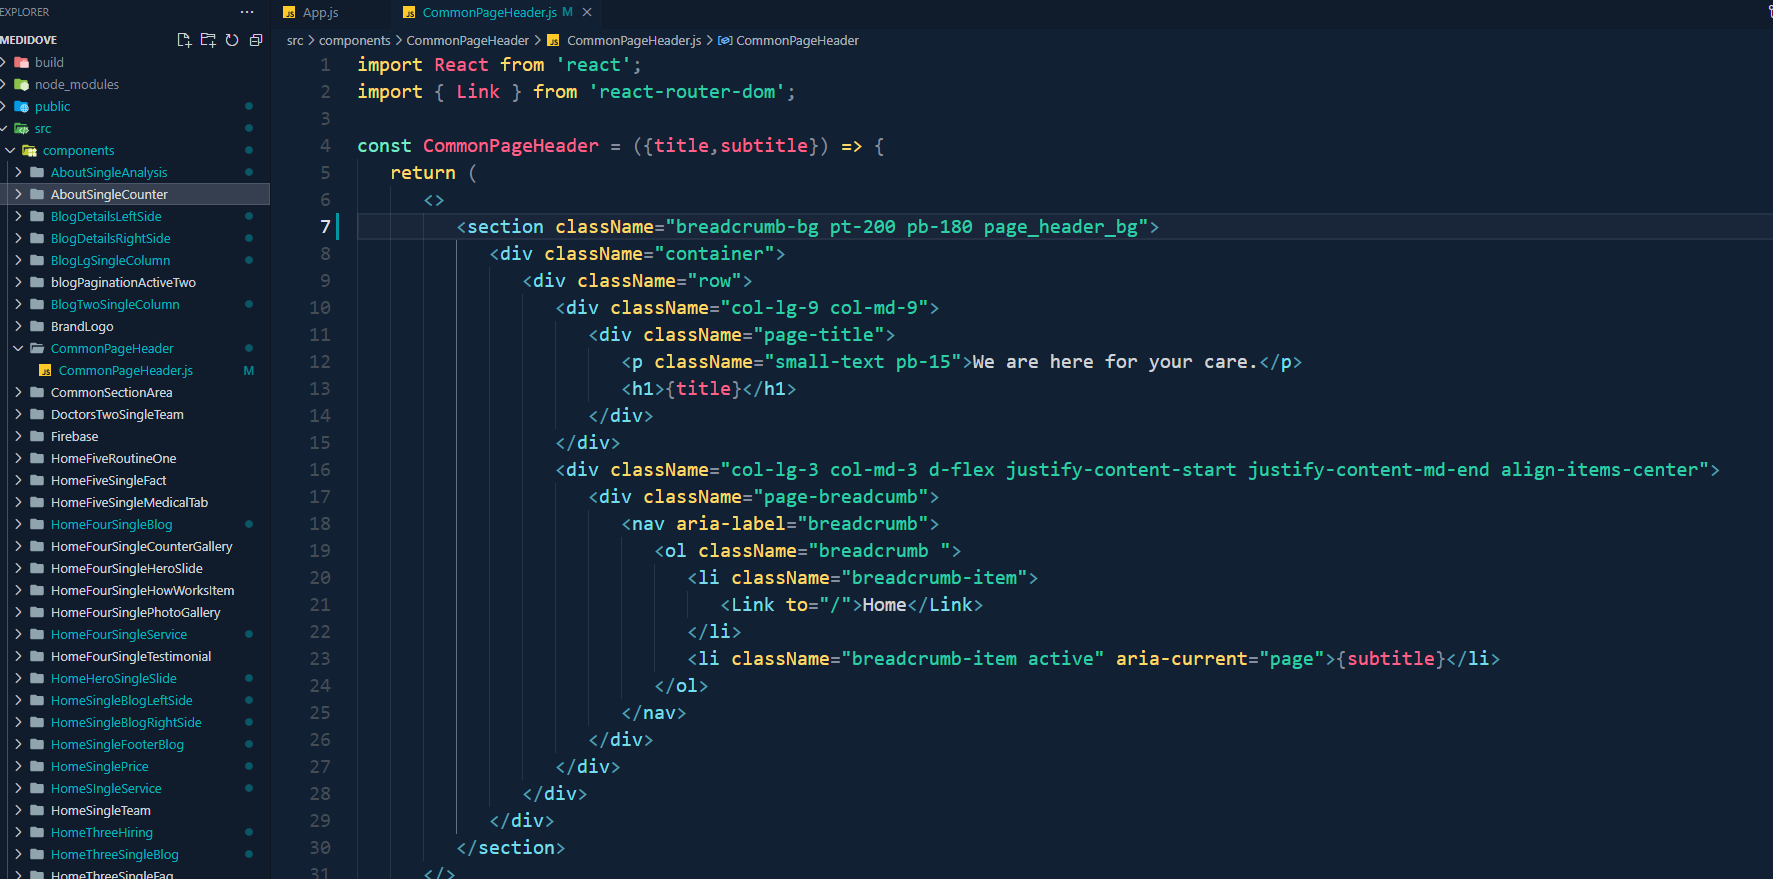 EXPLORER
···
MEDIDOVE
build
node_modules
public
src
components
AboutSingleAnalysis
AboutSingleCounter
BlogDetailsLeftSide
BlogDetailsRightSide
BlogLgSingleColumn
blogPaginationActiveTwo
BlogTwoSingleColumn
BrandLogo
CommonPageHeader
JS CommonPageHeader.js M
CommonSectionArea
DoctorsTwoSingleTeam
Firebase
HomeFiveRoutineOne
HomeFiveSingleFact
HomeFiveSingleMedicalTab
HomeFourSingleBlog
HomeFourSingleCounterGallery
HomeFourSingleHeroSlide
HomeFourSingleHowWorksItem
HomeFourSinglePhotoGallery
HomeFourSingleService
HomeFourSingleTestimonial
HomeHeroSingleSlide
HomeSingleBlogLeftSide
HomeSingleBlogRightSide
HomeSingleFooterBlog
HomeSinglePrice
HomeSIngleService
HomeSingleTeam
HomeThreeHiring
HomeThreeSingleBlog
HomeThreeSingleFaq
JS App.js
JS CommonPageHeader.js M ×
src > components > CommonPageHeader > JS CommonPageHeader.js > CommonPageHeader
1 import React from 'react';
2 import { Link } from 'react-router-dom';
3
4 const CommonPageHeader = ({title,subtitle}) => {
5 return (
6 <>
7 <section className="breadcrumb-bg pt-200 pb-180 page_header_bg">
8 <div className="container">
9 <div className="row">
10 <div className="col-lg-9 col-md-9">
11 <div className="page-title">
12 <p className="small-text pb-15">We are here for your care.</p>
13 <h1>{title}</h1>
14 </div>
15 </div>
16 <div className="col-lg-3 col-md-3 d-flex justify-content-start justify-content-md-end align-items-center">
17 <div className="page-breadcumb">
18 <nav aria-label="breadcrumb">
19 <ol className="breadcrumb ">
20 <li className="breadcrumb-item">
21 <Link to="/">Home</Link>
22 </li>
23 <li className="breadcrumb-item active" aria-current="page">{subtitle}</li>
24 </ol>
25 </nav>
26 </div>
27 </div>
28 </div>
29 </div>
30 </section>
31 </>